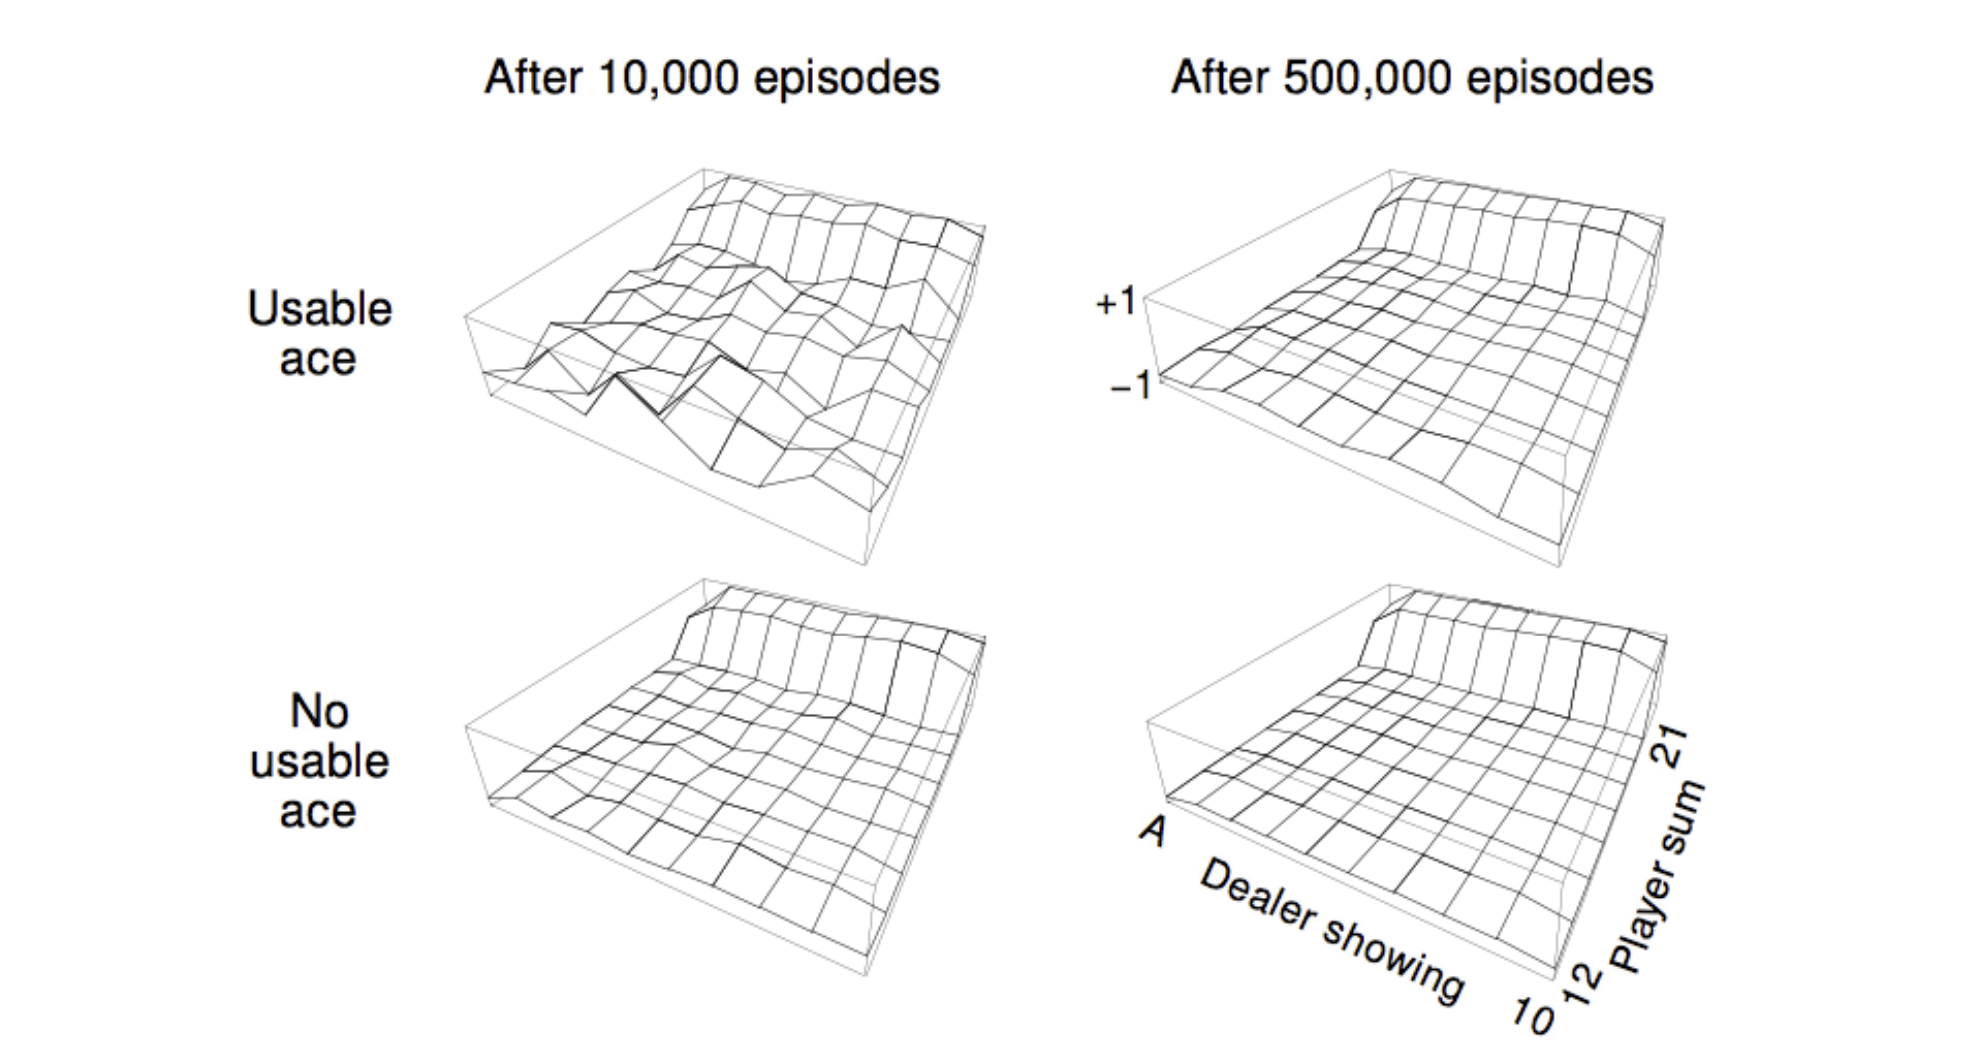 After 10,000 episodes
After 500,000 episodes
Usable
ace
+1
−1
No
usable
ace
A
Dealer showing
10
12
Player sum
21